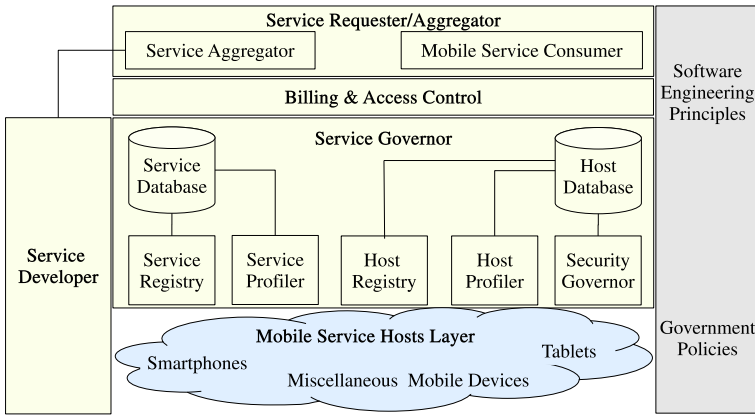 Service Requester/Aggregator
Service Aggregator
Mobile Service Consumer
Billing & Access Control
Service Governor
Service
Database
Host
Database
Service
Registry
Service
Profiler
Host
Registry
Host
Profiler
Security
Governor
Service
Developer
Mobile Service Hosts Layer
Smartphones
Tablets
Miscellaneous Mobile Devices
Software
Engineering
Principles
Government
Policies